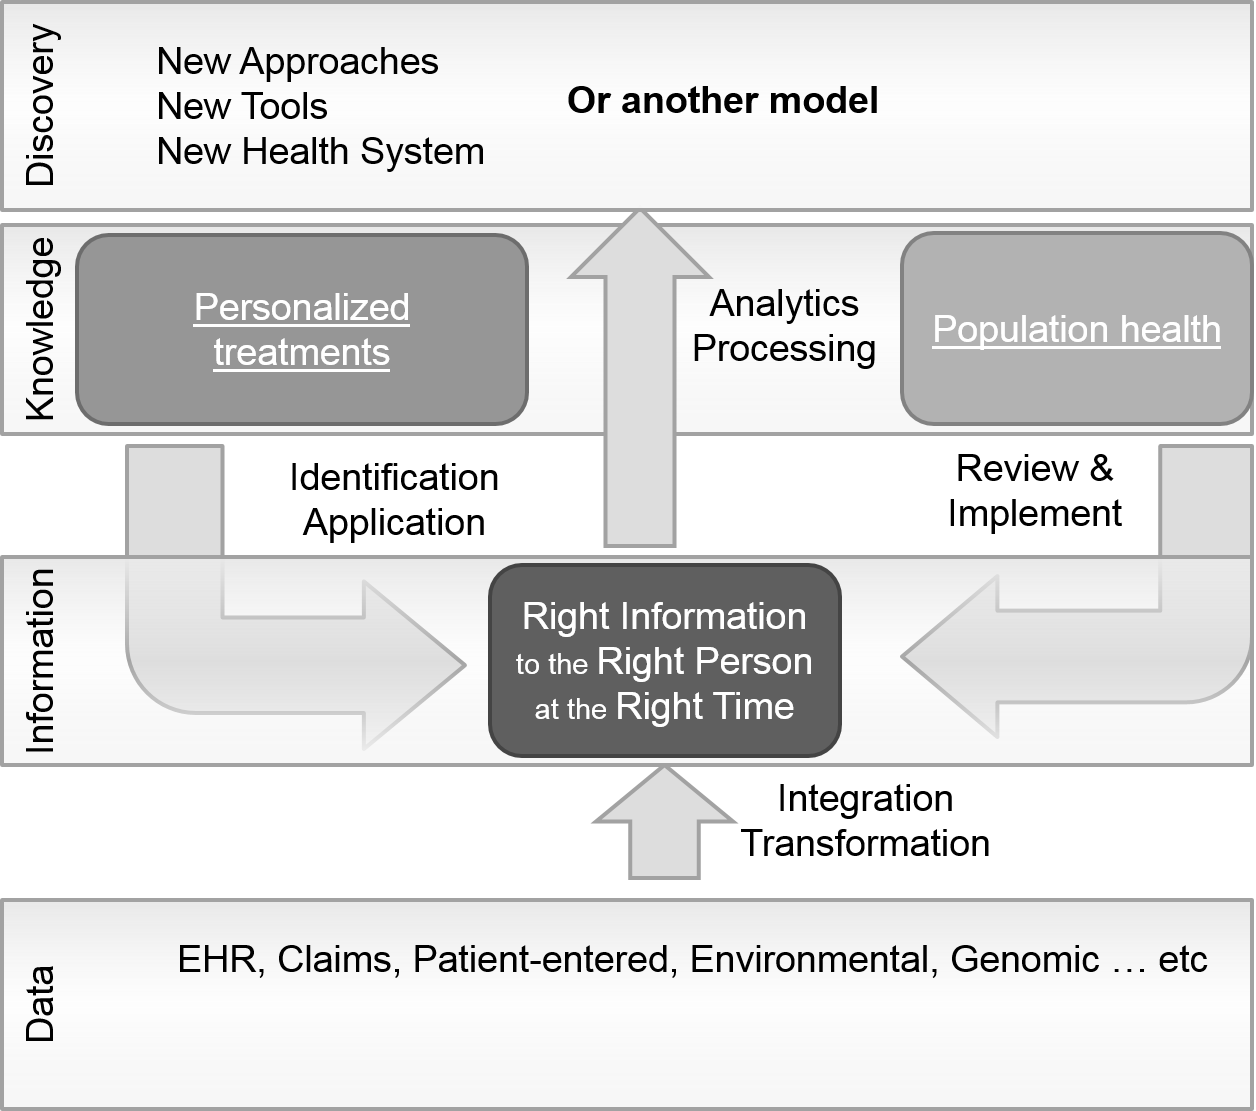 Discovery
New Approaches
New Tools
New Health System
Or another model
Knowledge
Personalized
treatments
Analytics
Processing
Population health
Identification
Application
Review &
Implement
Information
Right Information
to the Right Person
at the Right Time
Integration
Transformation
Data
EHR, Claims, Patient-entered, Environmental, Genomic … etc